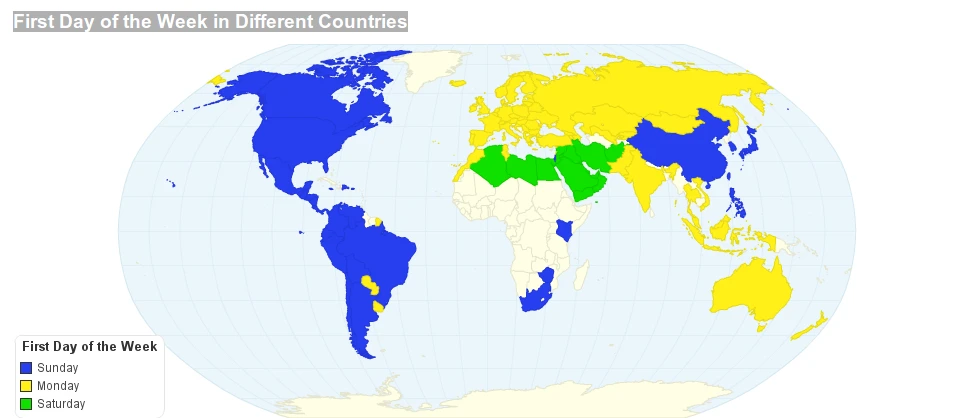 First Day of the Week in Different Countries
First Day of the Week
Sunday
Monday
Saturday